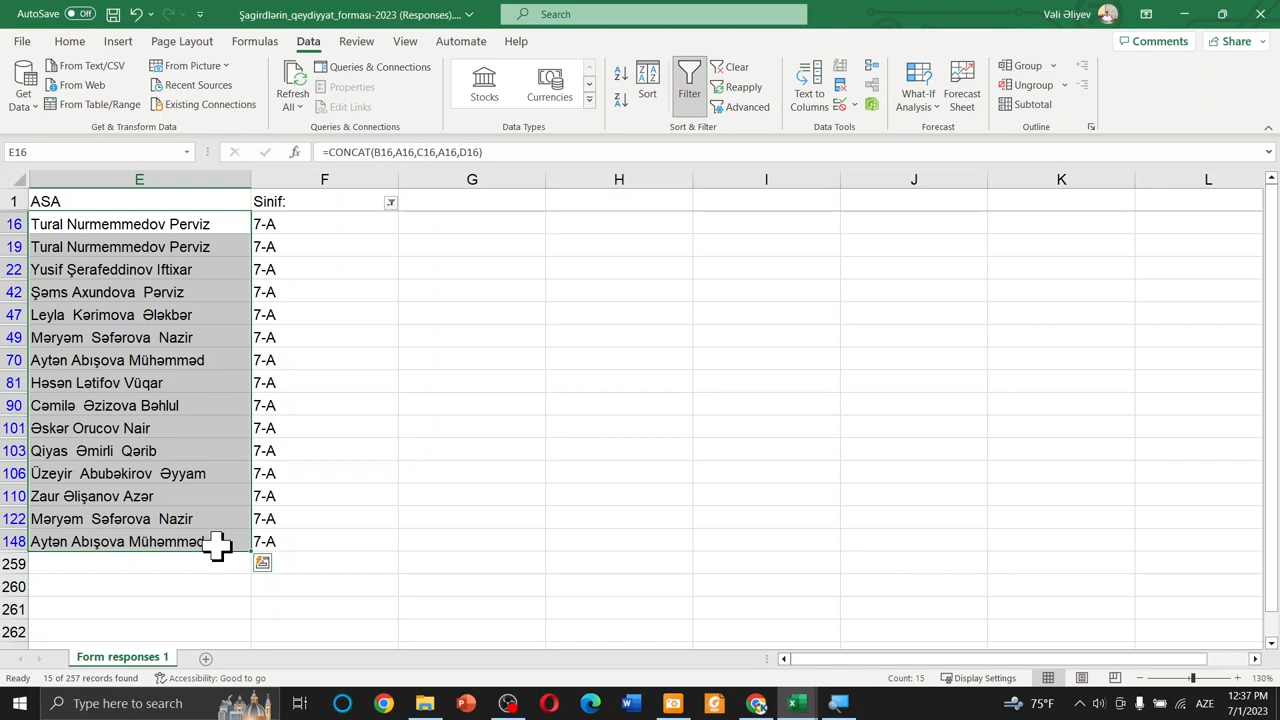 AutoSave Off Şagirdlərin_qeydiyyat_forması-2023 (Responses).... Search Vəli Əliyev
File Home Insert Page Layout Formulas Data Review View Automate Help Comments Share
Get Data From Text/CSV From Web From Table/Range From Picture Recent Sources Existing Connections
Refresh All Queries & Connections Properties Edit Links
Stocks Currencies
Sort Filter Clear Reapply Advanced
Text to Columns
What-If Analysis Forecast Sheet
Group Ungroup Subtotal
Get & Transform Data Queries & Connections Data Types Sort & Filter Data Tools Forecast Outline
E16 fx =CONCAT(B16,A16,C16,A16,D16)
E F G H I J K L
1 ASA Sinif:
16 Tural Nurmemmedov Perviz 7-A
19 Tural Nurmemmedov Perviz 7-A
22 Yusif Şerafeddinov Iftixar 7-A
42 Şəms Axundova Pərviz 7-A
47 Leyla Kərimova Ələkbər 7-A
49 Məryəm Səfərova Nazir 7-A
70 Aytən Abışova Mühəmməd 7-A
81 Həsən Lətifov Vüqar 7-A
90 Cəmilə Əzizova Bəhlul 7-A
101 Əskər Orucov Nair 7-A
103 Qiyas Əmirli Qərib 7-A
106 Üzeyir Abubəkirov Əyyam 7-A
110 Zaur Əlişanov Azər 7-A
122 Məryəm Səfərova Nazir 7-A
148 Aytən Abışova Mühəmməd 7-A
259
260
261
262
Form responses 1
Ready 15 of 257 records found Accessibility: Good to go Count: 15 Display Settings 130%
Type here to search 75°F AZE 12:37 PM
7/1/2023